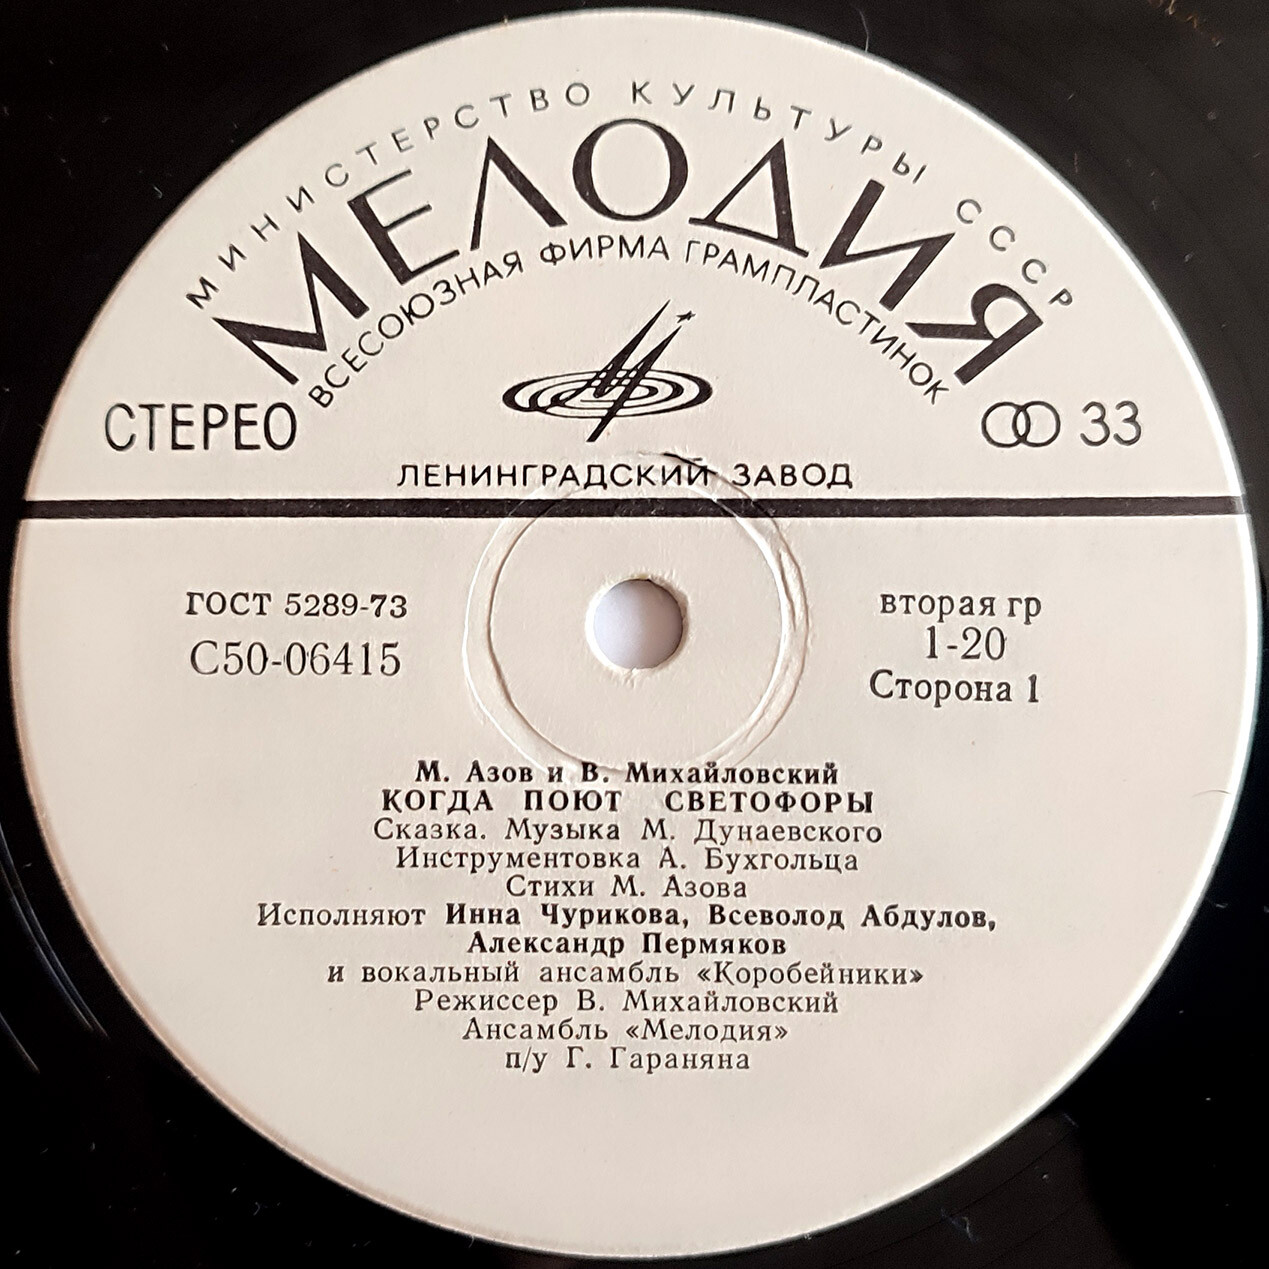 МИНИСТЕРСТВО КУЛЬТУРЫ СССР
МЕЛОДИЯ
ВСЕСОЮЗНАЯ ФИРМА ГРАМПЛАСТИНОК
СТЕРЕО
33
ЛЕНИНГРАДСКИЙ ЗАВОД
ГОСТ 5289-73
С50-06415
вторая гр
1-20
Сторона 1
М. Азов и В. Михайловский
КОГДА ПОЮТ СВЕТОФОРЫ
Сказка. Музыка М. Дунаевского
Инструментовка А. Бухгольца
Стихи М. Азова
Исполняют Инна Чурикова, Всеволод Абдулов,
Александр Пермяков
и вокальный ансамбль «Коробейники»
Режиссер В. Михайловский
Ансамбль «Мелодия»
п/у Г. Гараняна